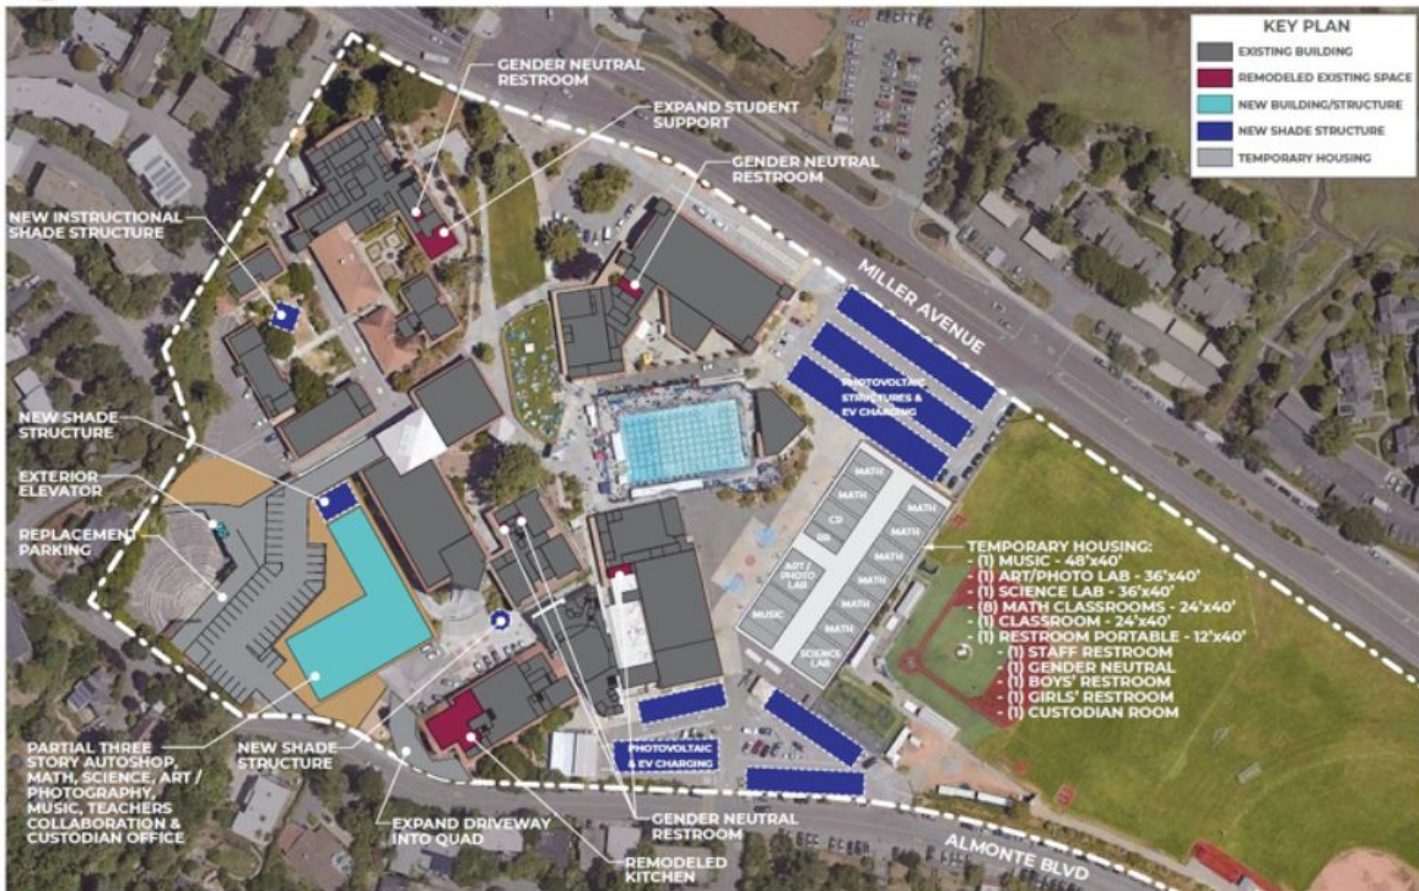 KEY PLAN
EXISTING BUILDING
REMODELED EXISTING SPACE
NEW BUILDING/STRUCTURE
NEW SHADE STRUCTURE
TEMPORARY HOUSING
GENDER NEUTRAL
RESTROOM
EXPAND STUDENT
SUPPORT
GENDER NEUTRAL
RESTROOM
NEW INSTRUCTIONAL
SHADE STRUCTURE
MILLER AVENUE
PHOTOVOLTAIC
STRUCTURES &
EV CHARGING
NEW SHADE
STRUCTURE
EXTERIOR
ELEVATOR
REPLACEMENT
PARKING
MATH
MATH
CR
RR
ART /
PHOTO
LAB
MUSIC
MATH
MATH
MATH
MATH
MATH
MATH
SCIENCE
LAB
TEMPORARY HOUSING:
- (1) MUSIC - 48'x40'
- (1) ART/PHOTO LAB - 36'x40'
- (1) SCIENCE LAB - 36'x40'
- (8) MATH CLASSROOMS - 24'x40'
- (1) CLASSROOM - 24'x40'
- (1) RESTROOM PORTABLE - 12'x40'
- (1) STAFF RESTROOM
- (1) GENDER NEUTRAL
- (1) BOYS' RESTROOM
- (1) GIRLS' RESTROOM
- (1) CUSTODIAN ROOM
PARTIAL THREE
STORY AUTOSHOP,
MATH, SCIENCE, ART /
PHOTOGRAPHY,
MUSIC, TEACHERS
COLLABORATION &
CUSTODIAN OFFICE
NEW SHADE
STRUCTURE
PHOTOVOLTAIC
& EV CHARGING
EXPAND DRIVEWAY
INTO QUAD
GENDER NEUTRAL
RESTROOM
REMODELED
KITCHEN
ALMONTE BLVD